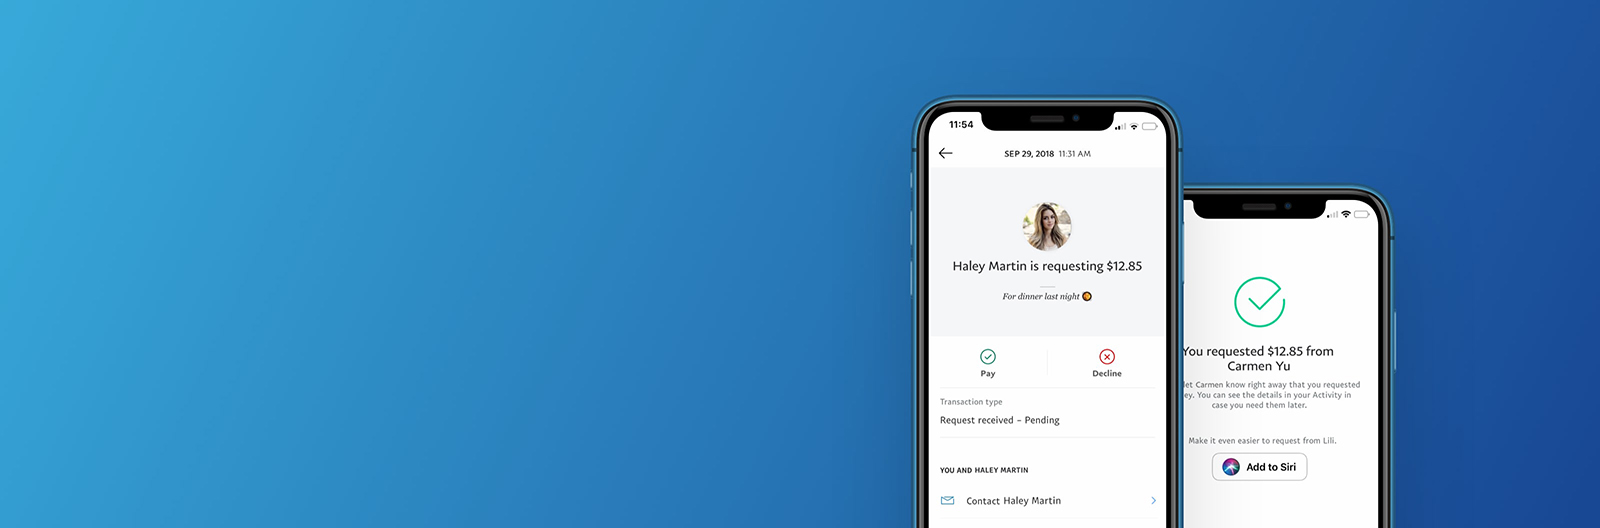 11:54
SEP 29, 2018 11:31 AM
Haley Martin is requesting $12.85
For dinner last night
Pay
Decline
Transaction type
Request received – Pending
YOU AND HALEY MARTIN
Contact Haley Martin
You requested $12.85 from
Carmen Yu
let Carmen know right away that you requested
ey. You can see the details in your Activity in
case you need them later.
Make it even easier to request from Lili.
Add to Siri